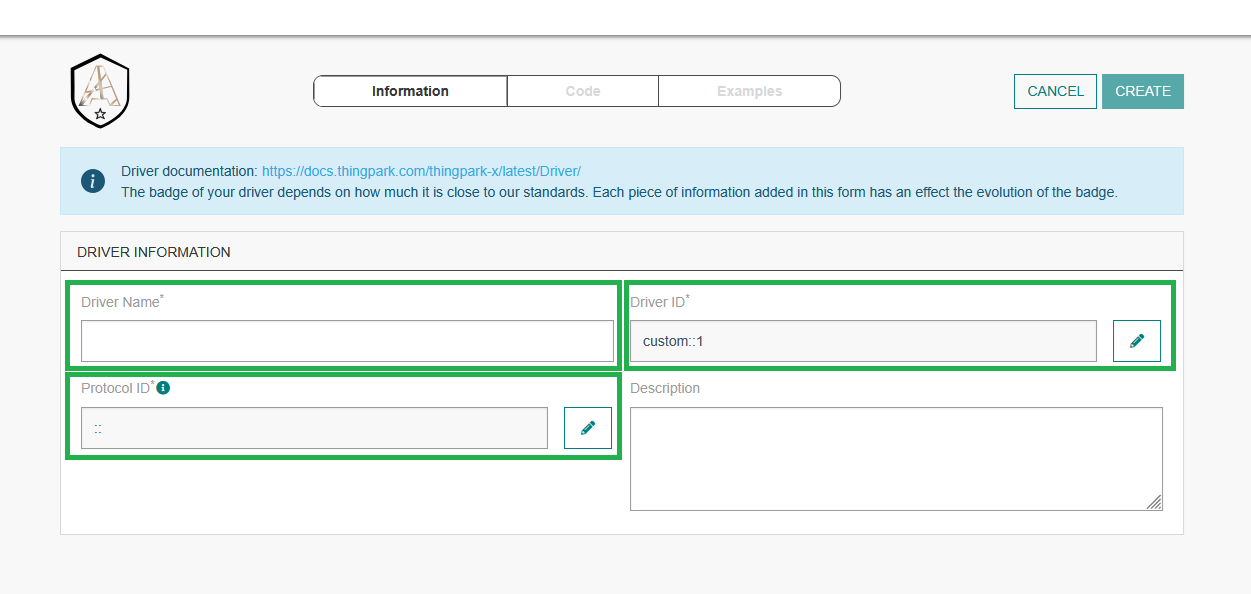 Information
Code
Examples
CANCEL
CREATE
Driver documentation: https://docs.thingpark.com/thingpark-x/latest/Driver/
The badge of your driver depends on how much it is close to our standards. Each piece of information added in this form has an effect the evolution of the badge.
DRIVER INFORMATION
Driver Name*
Driver ID*
custom::1
Protocol ID*
::
Description